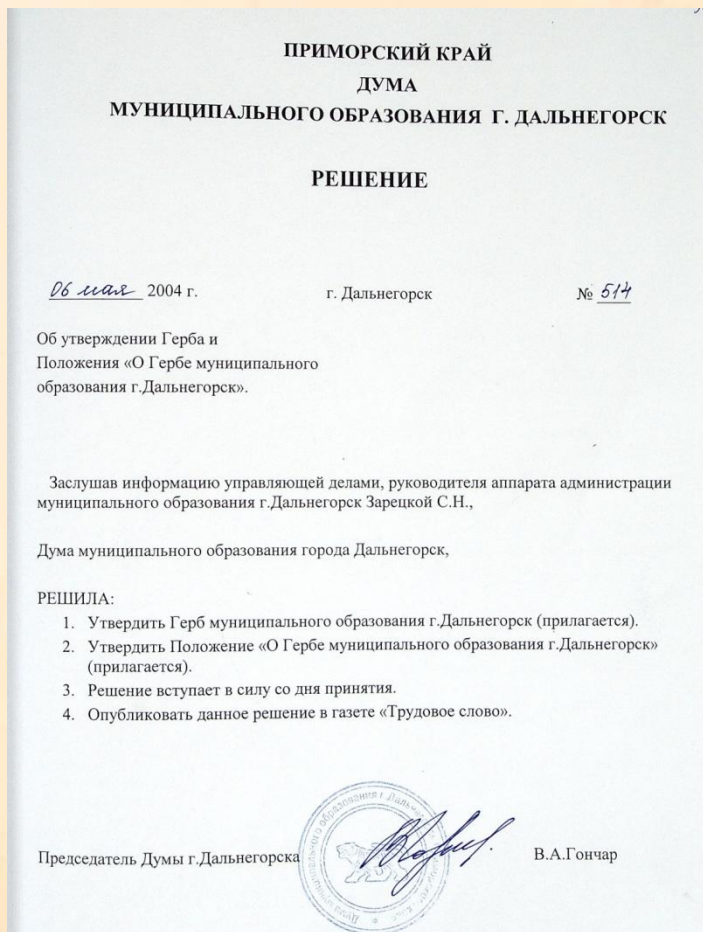 ПРИМОРСКИЙ КРАЙ
ДУМА
МУНИЦИПАЛЬНОГО ОБРАЗОВАНИЯ Г. ДАЛЬНЕГОРСК
РЕШЕНИЕ
06 мая 2004 г. г. Дальнегорск № 514
Об утверждении Герба и
Положения «О Гербе муниципального
образования г.Дальнегорск».
Заслушав информацию управляющей делами, руководителя аппарата администрации
муниципального образования г.Дальнегорск Зарецкой С.Н.,
Дума муниципального образования города Дальнегорск,
РЕШИЛА:
1. Утвердить Герб муниципального образования г.Дальнегорск (прилагается).
2. Утвердить Положение «О Гербе муниципального образования г.Дальнегорск»
(прилагается).
3. Решение вступает в силу со дня принятия.
4. Опубликовать данное решение в газете «Трудовое слово».
Председатель Думы г.Дальнегорска В.А.Гончар